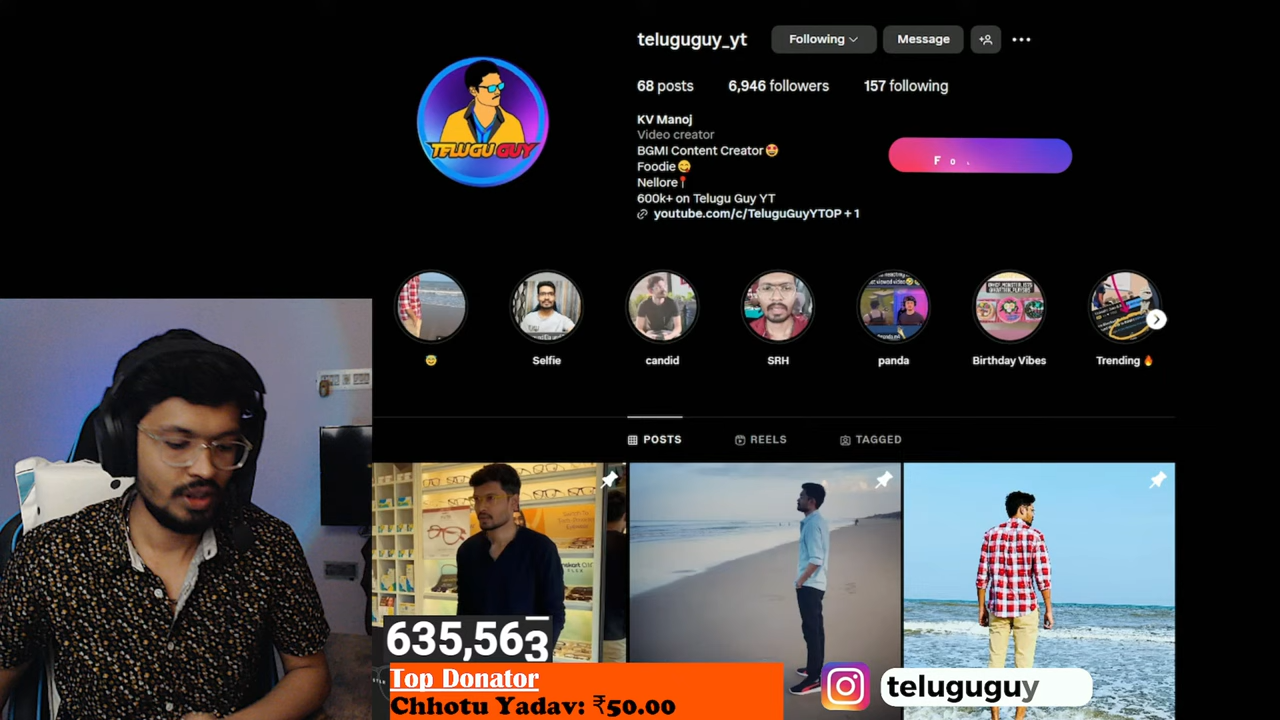 teluguguy_yt
Following
Message
68 posts
6,946 followers
157 following
KV Manoj
Video creator
BGMI Content Creator🤩
Foodie😋
Nellore📍
600k+ on Telugu Guy YT
youtube.com/c/TeluguGuyYTOP + 1
TELUGU GUY
F o
😇
Selfie
candid
SRH
panda
Birthday Vibes
Trending 🔥
POSTS
REELS
TAGGED
635,563
Top Donator
Chhotu Yadav: ₹50.00
teluguguy